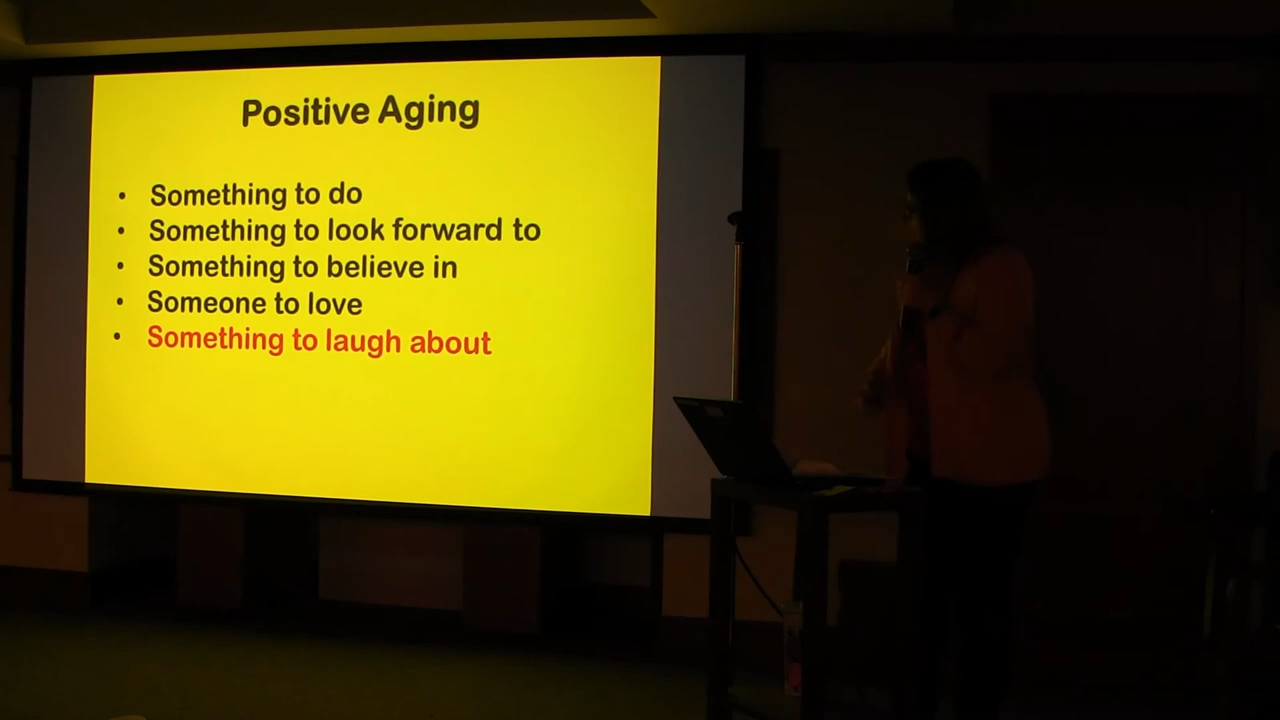 Positive Aging
• Something to do
• Something to look forward to
• Something to believe in
• Someone to love
• Something to laugh about